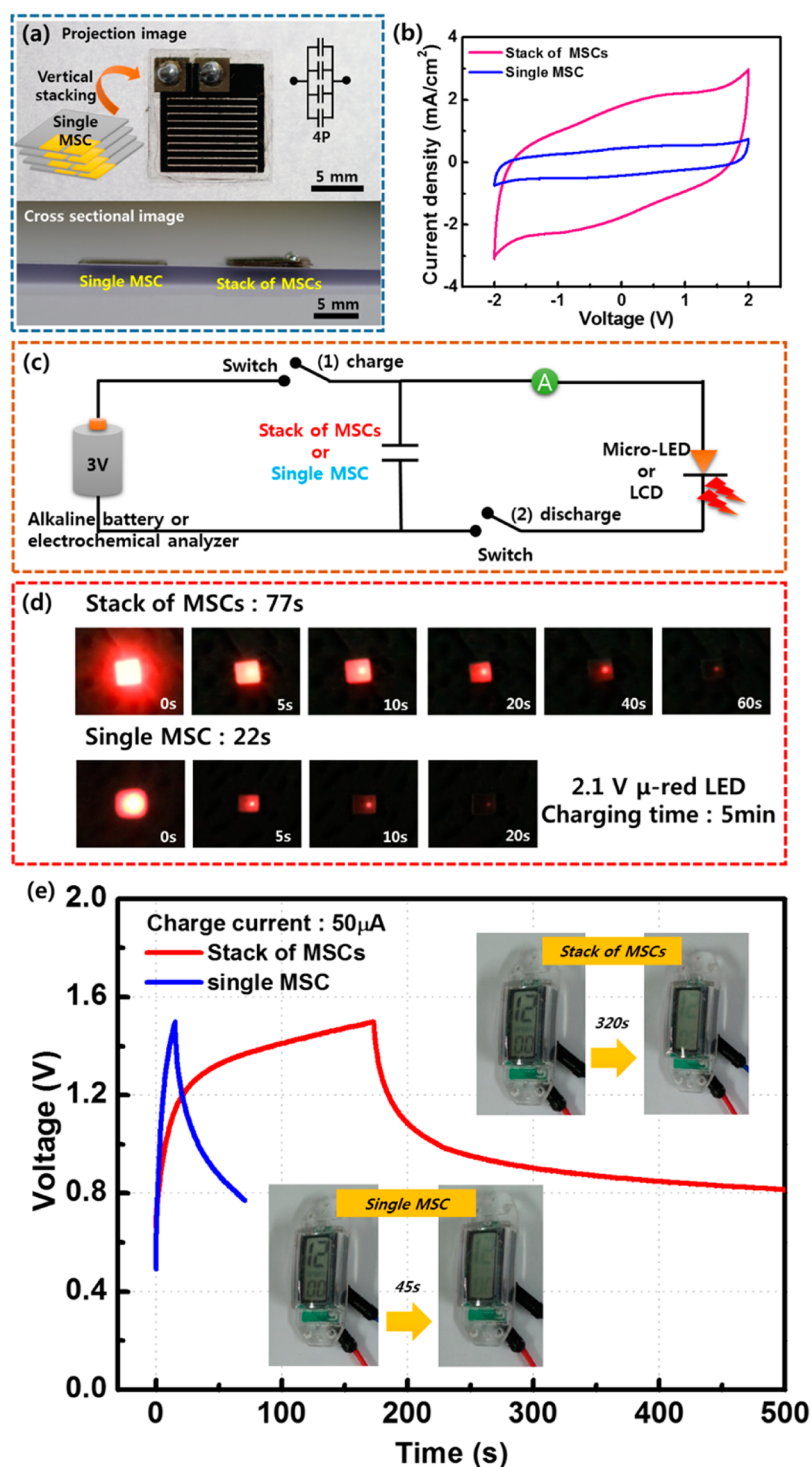 (a)
Projection image
Vertical
stacking
Single
MSC
4P
5 mm
Cross sectional image
Single MSC
Stack of MSCs
5 mm
(b)
Stack of MSCs
Single MSC
Current density (mA/cm²)
4
2
0
-2
-4
-2
-1
0
1
2
Voltage (V)
(c)
Switch
(1) charge
A
3V
Stack of MSCs
or
Single MSC
Micro-LED
or
LCD
Alkaline battery or
electrochemical analyzer
(2) discharge
Switch
(d)
Stack of MSCs : 77s
0s
5s
10s
20s
40s
60s
Single MSC : 22s
0s
5s
10s
20s
2.1 V μ-red LED
Charging time : 5min
(e)
Charge current : 50μA
Stack of MSCs
single MSC
Stack of MSCs
12
00
320s
Single MSC
12
00
45s
Voltage (V)
2.0
1.6
1.2
0.8
0.4
0.0
0
100
200
300
400
500
Time (s)